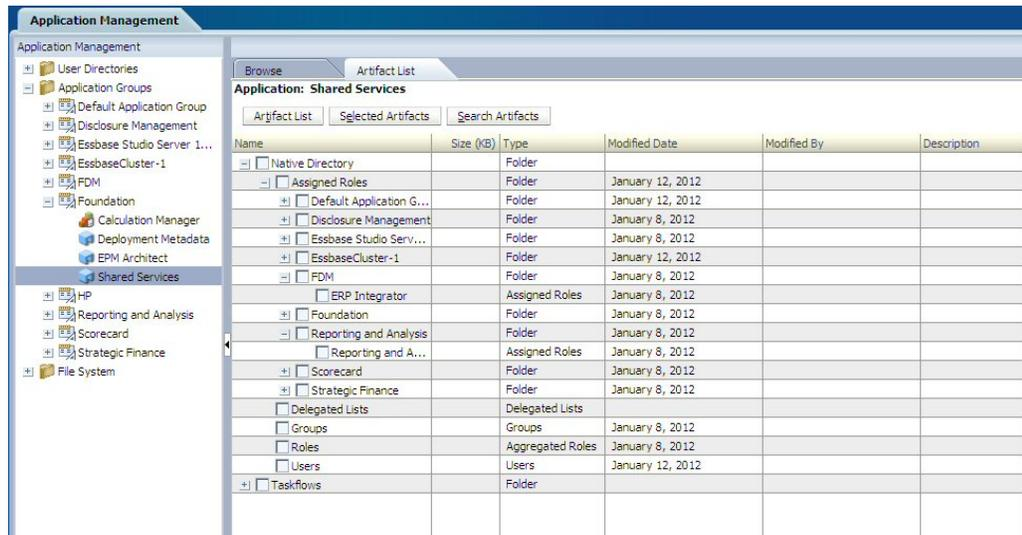 Application Management
Application Management
User Directories
Application Groups
Default Application Group
Disclosure Management
Essbase Studio Server 1...
EssbaseCluster-1
FDM
Foundation
Calculation Manager
Deployment Metadata
EPM Architect
Shared Services
HP
Reporting and Analysis
Scorecard
Strategic Finance
File System
Browse Artifact List
Application: Shared Services
Artifact List Selected Artifacts Search Artifacts
Name Size (KB) Type Modified Date Modified By Description
Native Directory Folder
Assigned Roles Folder January 12, 2012
Default Application G... Folder January 12, 2012
Disclosure Management Folder January 8, 2012
Essbase Studio Serv... Folder January 8, 2012
EssbaseCluster-1 Folder January 12, 2012
FDM Folder January 8, 2012
ERP Integrator Assigned Roles January 8, 2012
Foundation Folder January 8, 2012
Reporting and Analysis Folder January 8, 2012
Reporting and A... Assigned Roles January 8, 2012
Scorecard Folder January 8, 2012
Strategic Finance Folder January 8, 2012
Delegated Lists Delegated Lists
Groups Groups January 8, 2012
Roles Aggregated Roles January 8, 2012
Users Users January 12, 2012
Taskflows Folder